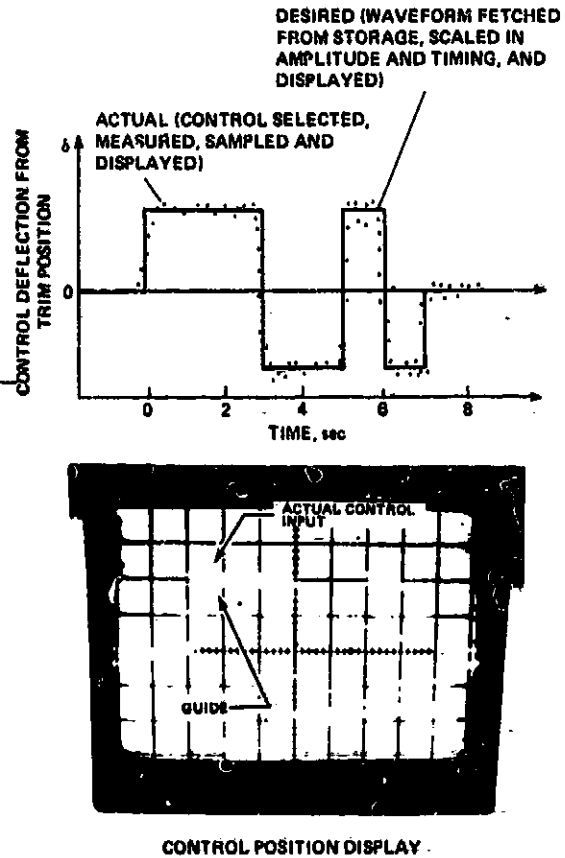 DESIRED (WAVEFORM FETCHED
FROM STORAGE, SCALED IN
AMPLITUDE AND TIMING, AND
DISPLAYED)
ACTUAL (CONTROL SELECTED,
MEASURED, SAMPLED AND
DISPLAYED)
CONTROL DEFLECTION FROM
TRIM POSITION
δ
0
0 2 4 6 8
TIME, sec
ACTUAL CONTROL
INPUT
GUIDE
CONTROL POSITION DISPLAY